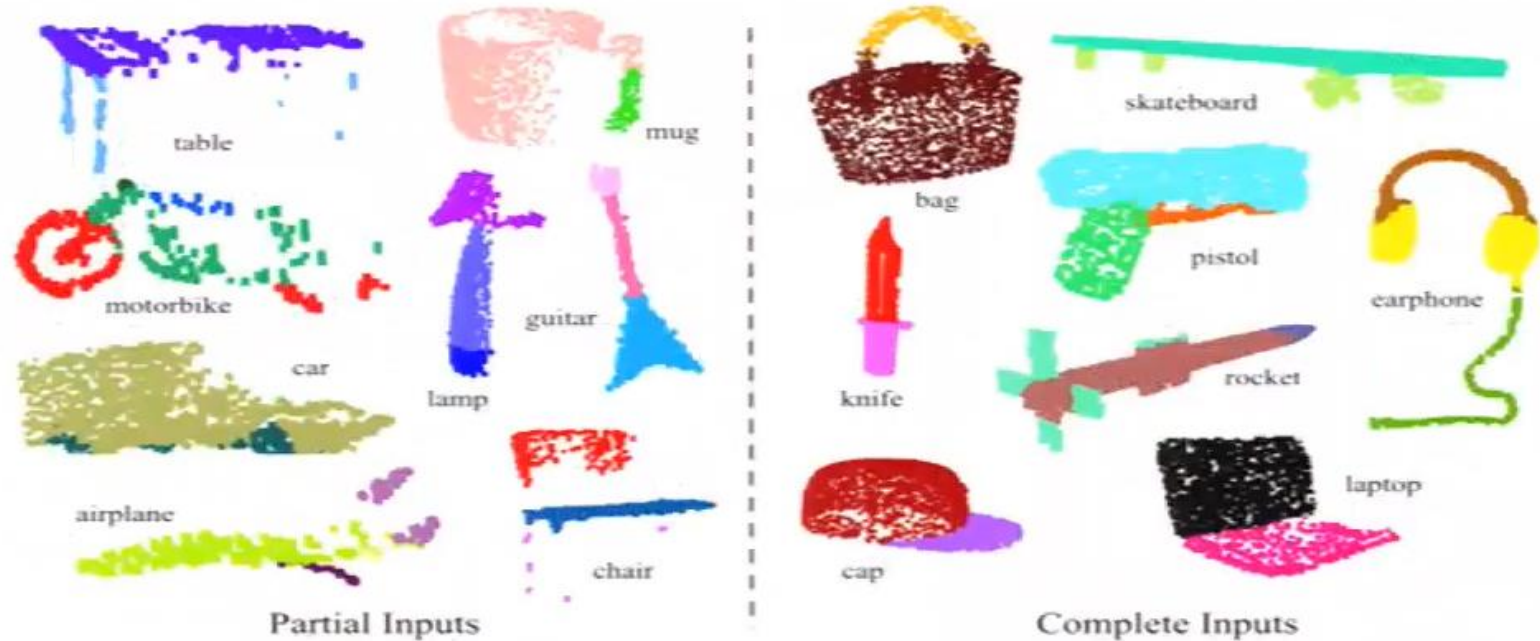 table
mug
motorbike
guitar
car
lamp
airplane
chair
Partial Inputs
skateboard
bag
pistol
earphone
knife
rocket
laptop
cap
Complete Inputs